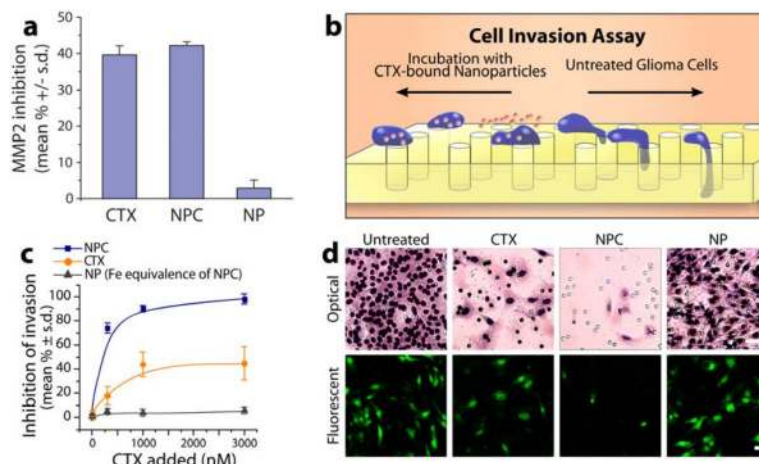 a
MMP2 inhibition
(mean % +/- s.d.)
50
40
30
20
10
0
CTX
NPC
NP
b
Cell Invasion Assay
Incubation with
CTX-bound Nanoparticles
Untreated Glioma Cells
c
NPC
CTX
NP (Fe equivalence of NPC)
Inhibition of invasion
(mean % ± s.d.)
100
80
60
40
20
0
0
1000
2000
3000
CTX added (nM)
d
Untreated
CTX
NPC
NP
Optical
Fluorescent